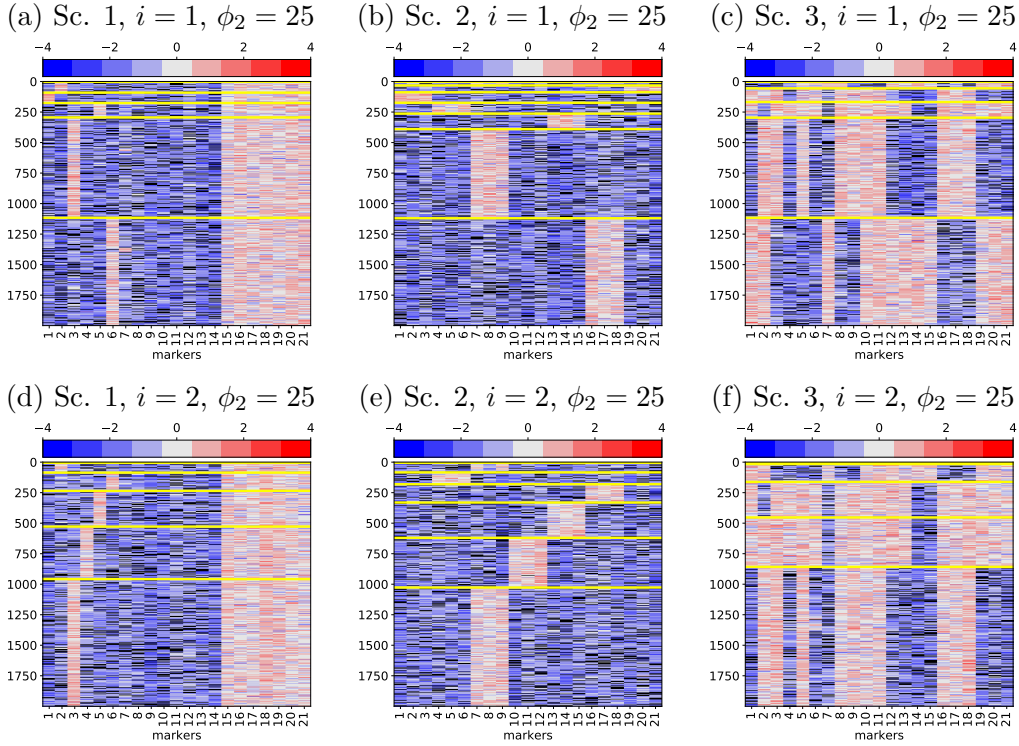 (a) Sc. 1, i = 1, ϕ₂ = 25
(b) Sc. 2, i = 1, ϕ₂ = 25
(c) Sc. 3, i = 1, ϕ₂ = 25
−4 −2 0 2 4
−4 −2 0 2 4
−4 −2 0 2 4
0
250
500
750
1000
1250
1500
1750
0
250
500
750
1000
1250
1500
1750
0
250
500
750
1000
1250
1500
1750
1 2 3 4 5 6 7 8 9 10 11 12 13 14 15 16 17 18 19 20 21
1 2 3 4 5 6 7 8 9 10 11 12 13 14 15 16 17 18 19 20 21
1 2 3 4 5 6 7 8 9 10 11 12 13 14 15 16 17 18 19 20 21
markers
markers
markers
(d) Sc. 1, i = 2, ϕ₂ = 25
(e) Sc. 2, i = 2, ϕ₂ = 25
(f) Sc. 3, i = 2, ϕ₂ = 25
−4 −2 0 2 4
−4 −2 0 2 4
−4 −2 0 2 4
0
250
500
750
1000
1250
1500
1750
0
250
500
750
1000
1250
1500
1750
0
250
500
750
1000
1250
1500
1750
1 2 3 4 5 6 7 8 9 10 11 12 13 14 15 16 17 18 19 20 21
1 2 3 4 5 6 7 8 9 10 11 12 13 14 15 16 17 18 19 20 21
1 2 3 4 5 6 7 8 9 10 11 12 13 14 15 16 17 18 19 20 21
markers
markers
markers